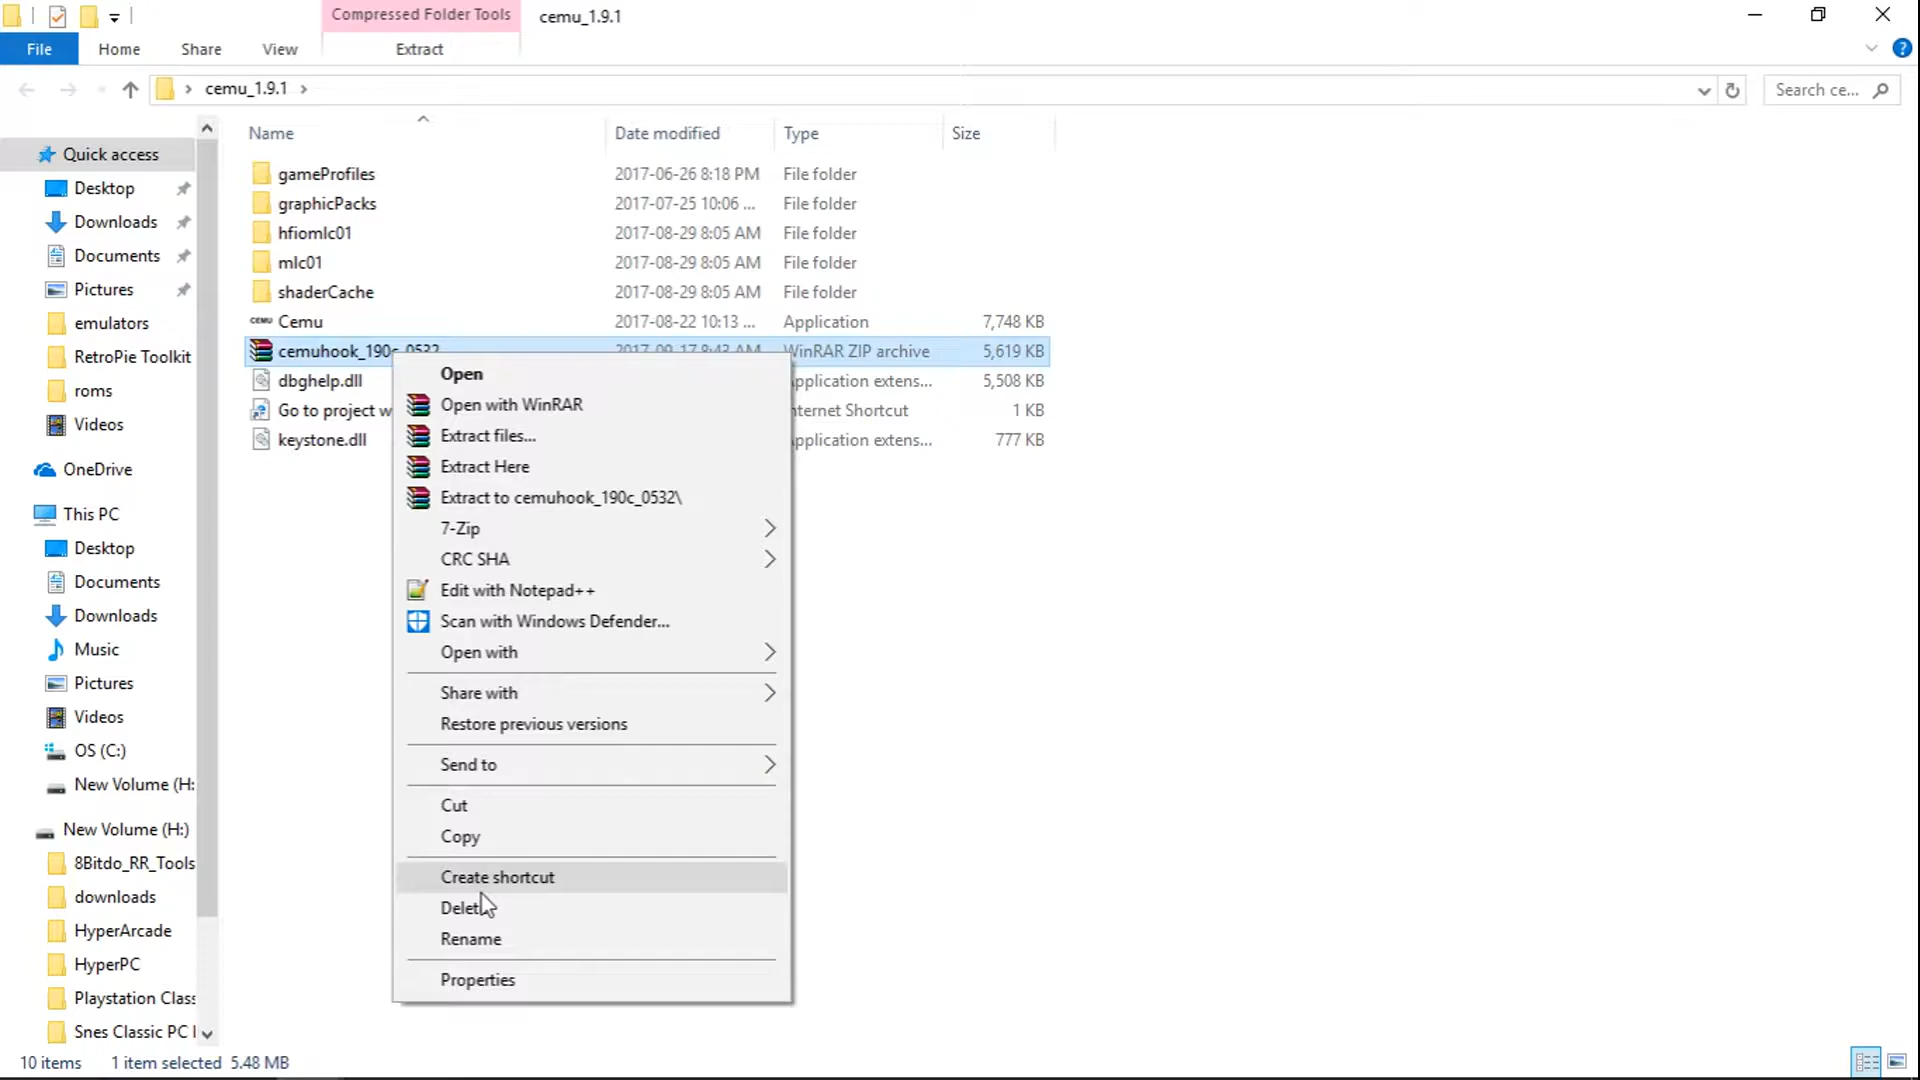 Compressed Folder Tools
cemu_1.9.1
File
Home
Share
View
Extract
?
cemu_1.9.1
Search ce...
Name
Date modified
Type
Size
Quick access
Desktop
Downloads
Documents
Pictures
emulators
RetroPie Toolkit
roms
Videos
OneDrive
This PC
Desktop
Documents
Downloads
Music
Pictures
Videos
OS (C:)
New Volume (H:
New Volume (H:)
8Bitdo_RR_Tools
downloads
HyperArcade
HyperPC
Playstation Class
Snes Classic PC
gameProfiles 2017-06-26 8:18 PM File folder
graphicPacks 2017-07-25 10:06 ... File folder
hfiomlc01 2017-08-29 8:05 AM File folder
mlc01 2017-08-29 8:05 AM File folder
shaderCache 2017-08-29 8:05 AM File folder
CEMU Cemu 2017-08-22 10:13 ... Application 7,748 KB
cemuhook_190c_0532 2017-09-17 8:43 AM WinRAR ZIP archive 5,619 KB
dbghelp.dll pplication extens... 5,508 KB
Go to project w nternet Shortcut 1 KB
keystone.dll pplication extens... 777 KB
Open
Open with WinRAR
Extract files...
Extract Here
Extract to cemuhook_190c_0532\
7-Zip
CRC SHA
Edit with Notepad++
Scan with Windows Defender...
Open with
Share with
Restore previous versions
Send to
Cut
Copy
Create shortcut
Delete
Rename
Properties
10 items 1 item selected 5.48 MB